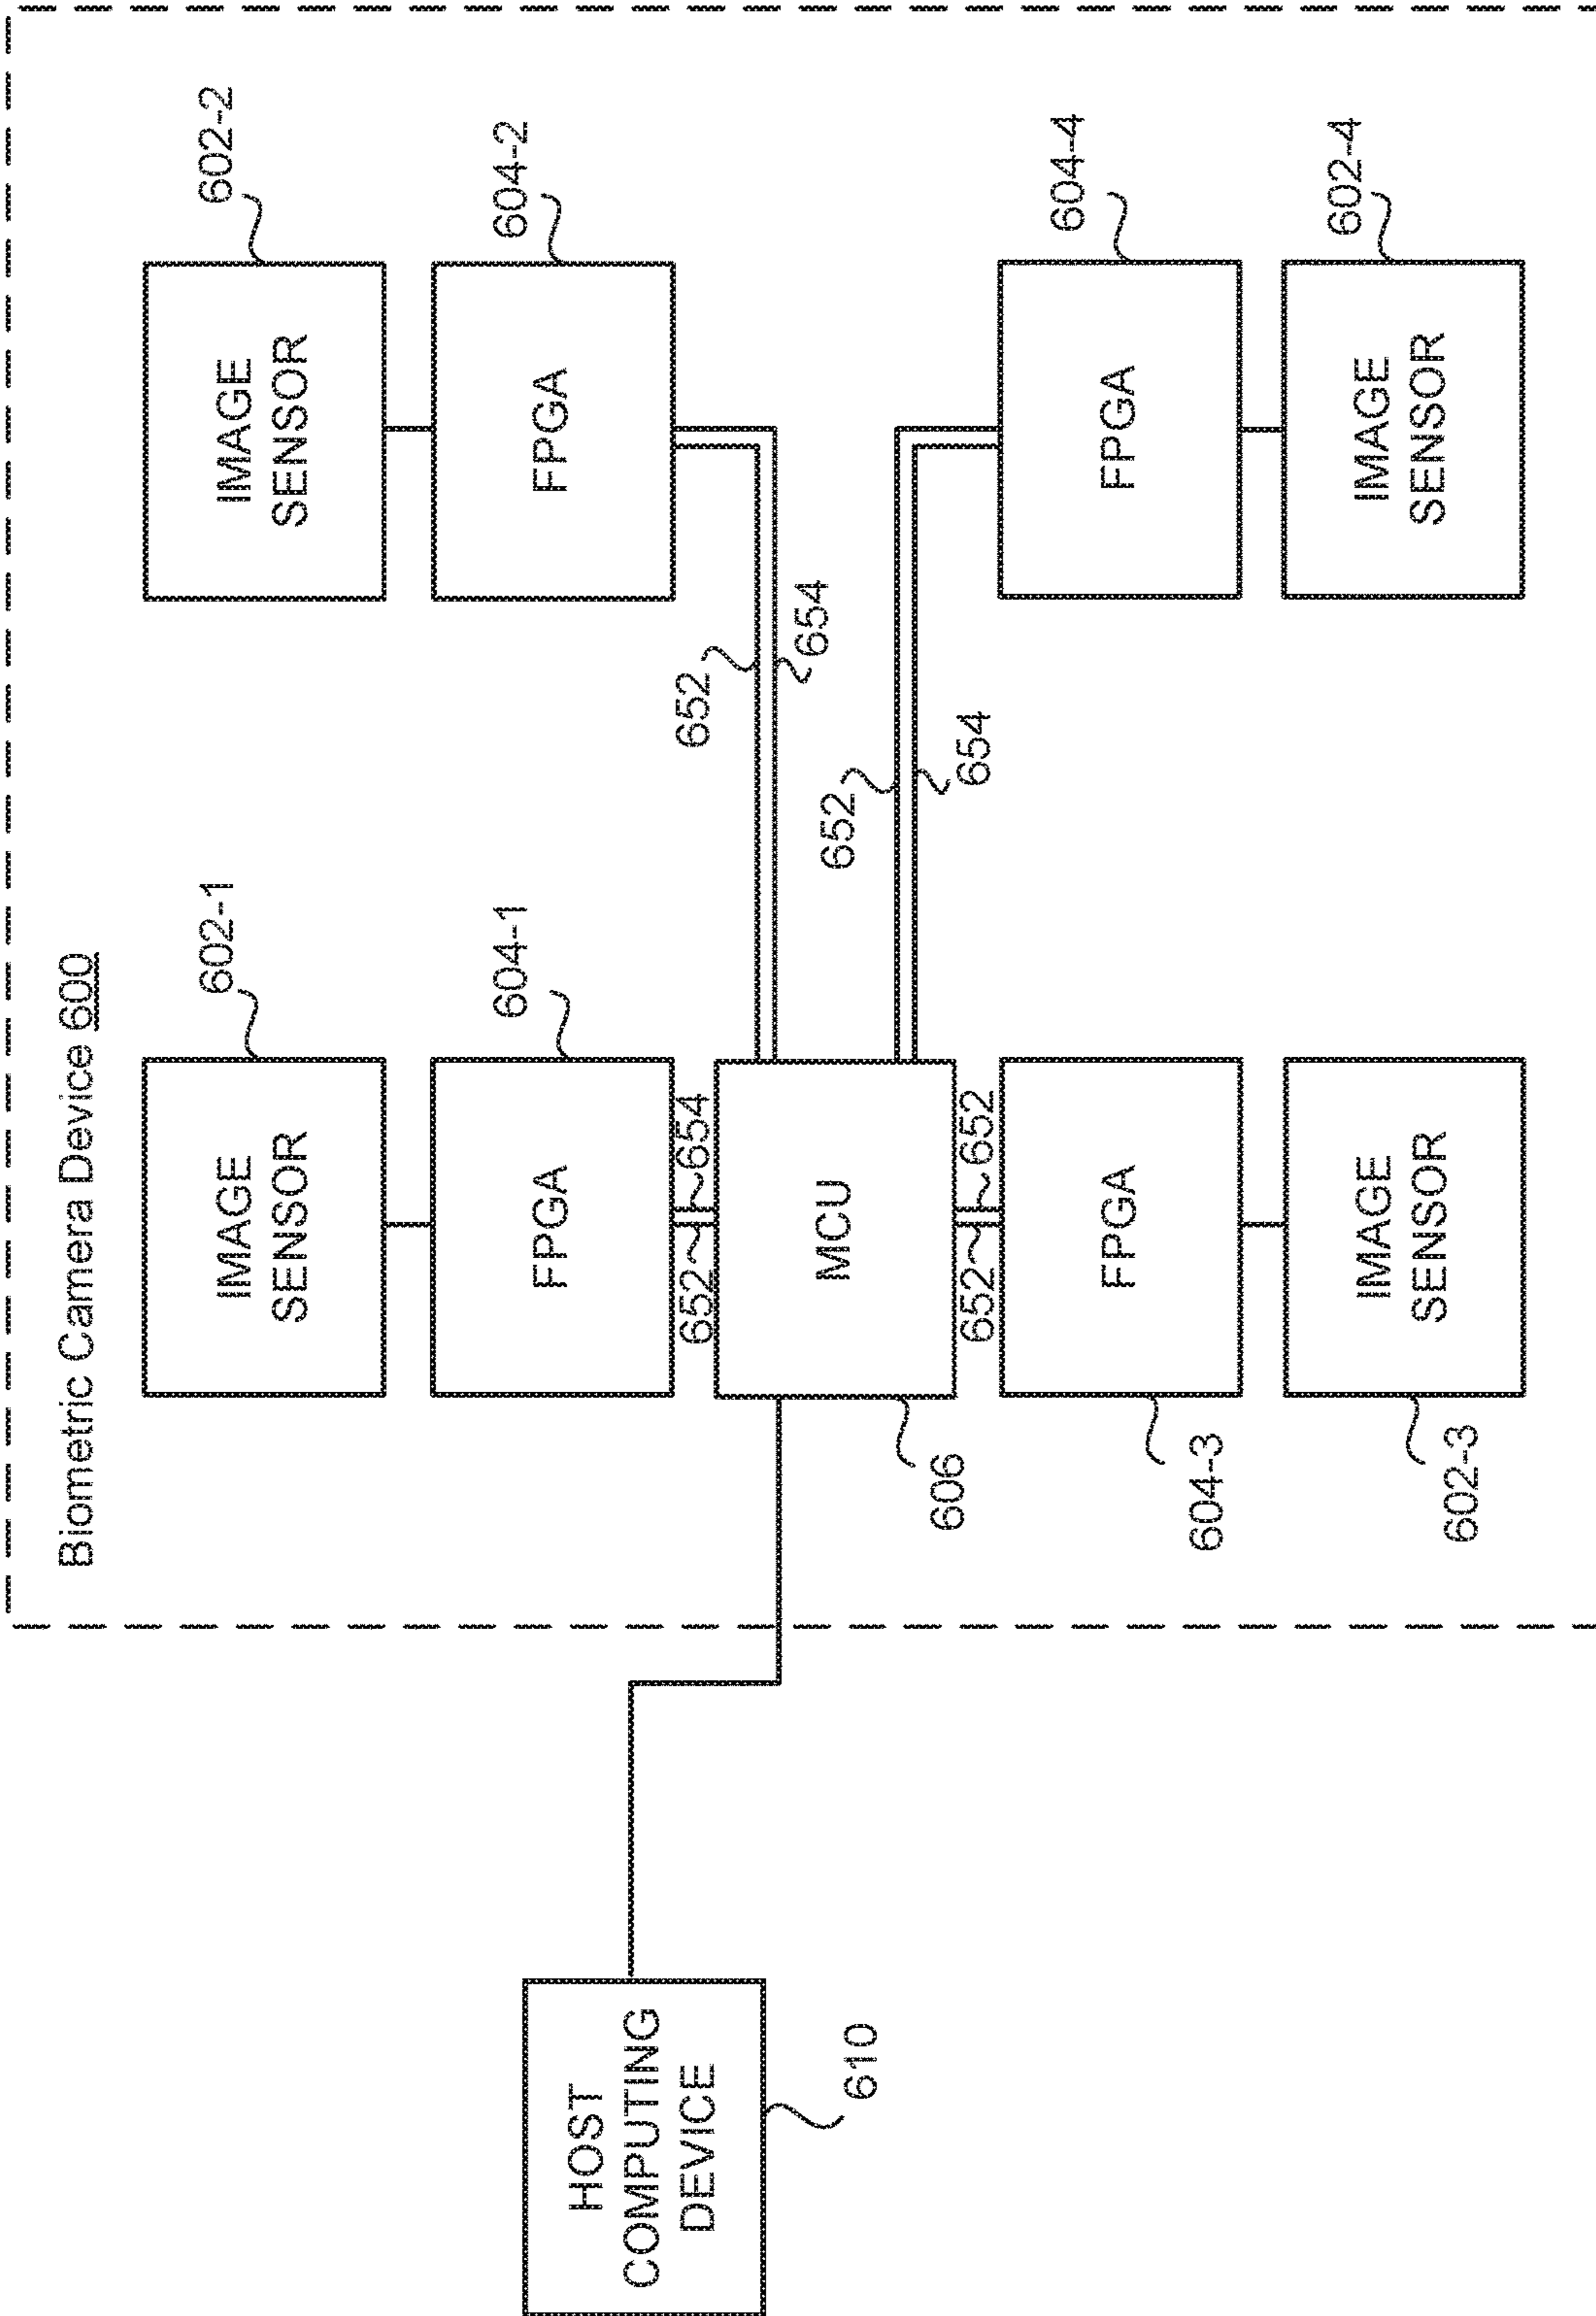 Biometric Camera Device 600
602-1
602-2
IMAGE
SENSOR
IMAGE
SENSOR
604-1
604-2
FPGA
FPGA
HOST
COMPUTING
DEVICE
610
652
654
652
654
MCU
606
652
654
652
652
604-4
FPGA
FPGA
604-3
602-4
IMAGE
SENSOR
IMAGE
SENSOR
602-3